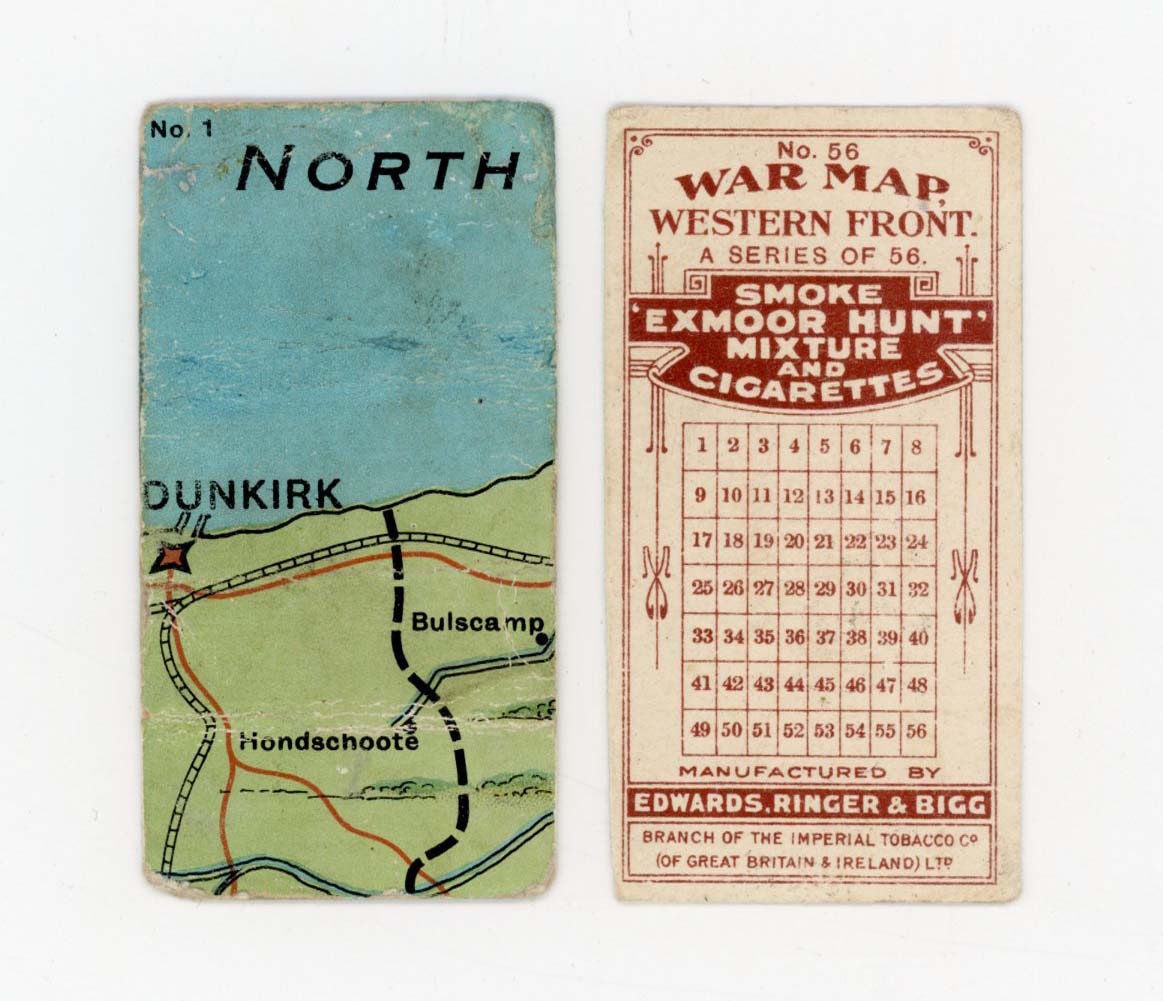 No. 1
NORTH
DUNKIRK
Bulscamp
Hondschoote
No. 56
WAR MAP,
WESTERN FRONT.
A SERIES OF 56.
SMOKE
'EXMOOR HUNT'
MIXTURE
AND
CIGARETTES
1 2 3 4 5 6 7 8
9 10 11 12 13 14 15 16
17 18 19 20 21 22 23 24
25 26 27 28 29 30 31 32
33 34 35 36 37 38 39 40
41 42 43 44 45 46 47 48
49 50 51 52 53 54 55 56
MANUFACTURED BY
EDWARDS, RINGER & BIGG
BRANCH OF THE IMPERIAL TOBACCO Co
(OF GREAT BRITAIN & IRELAND) LTD